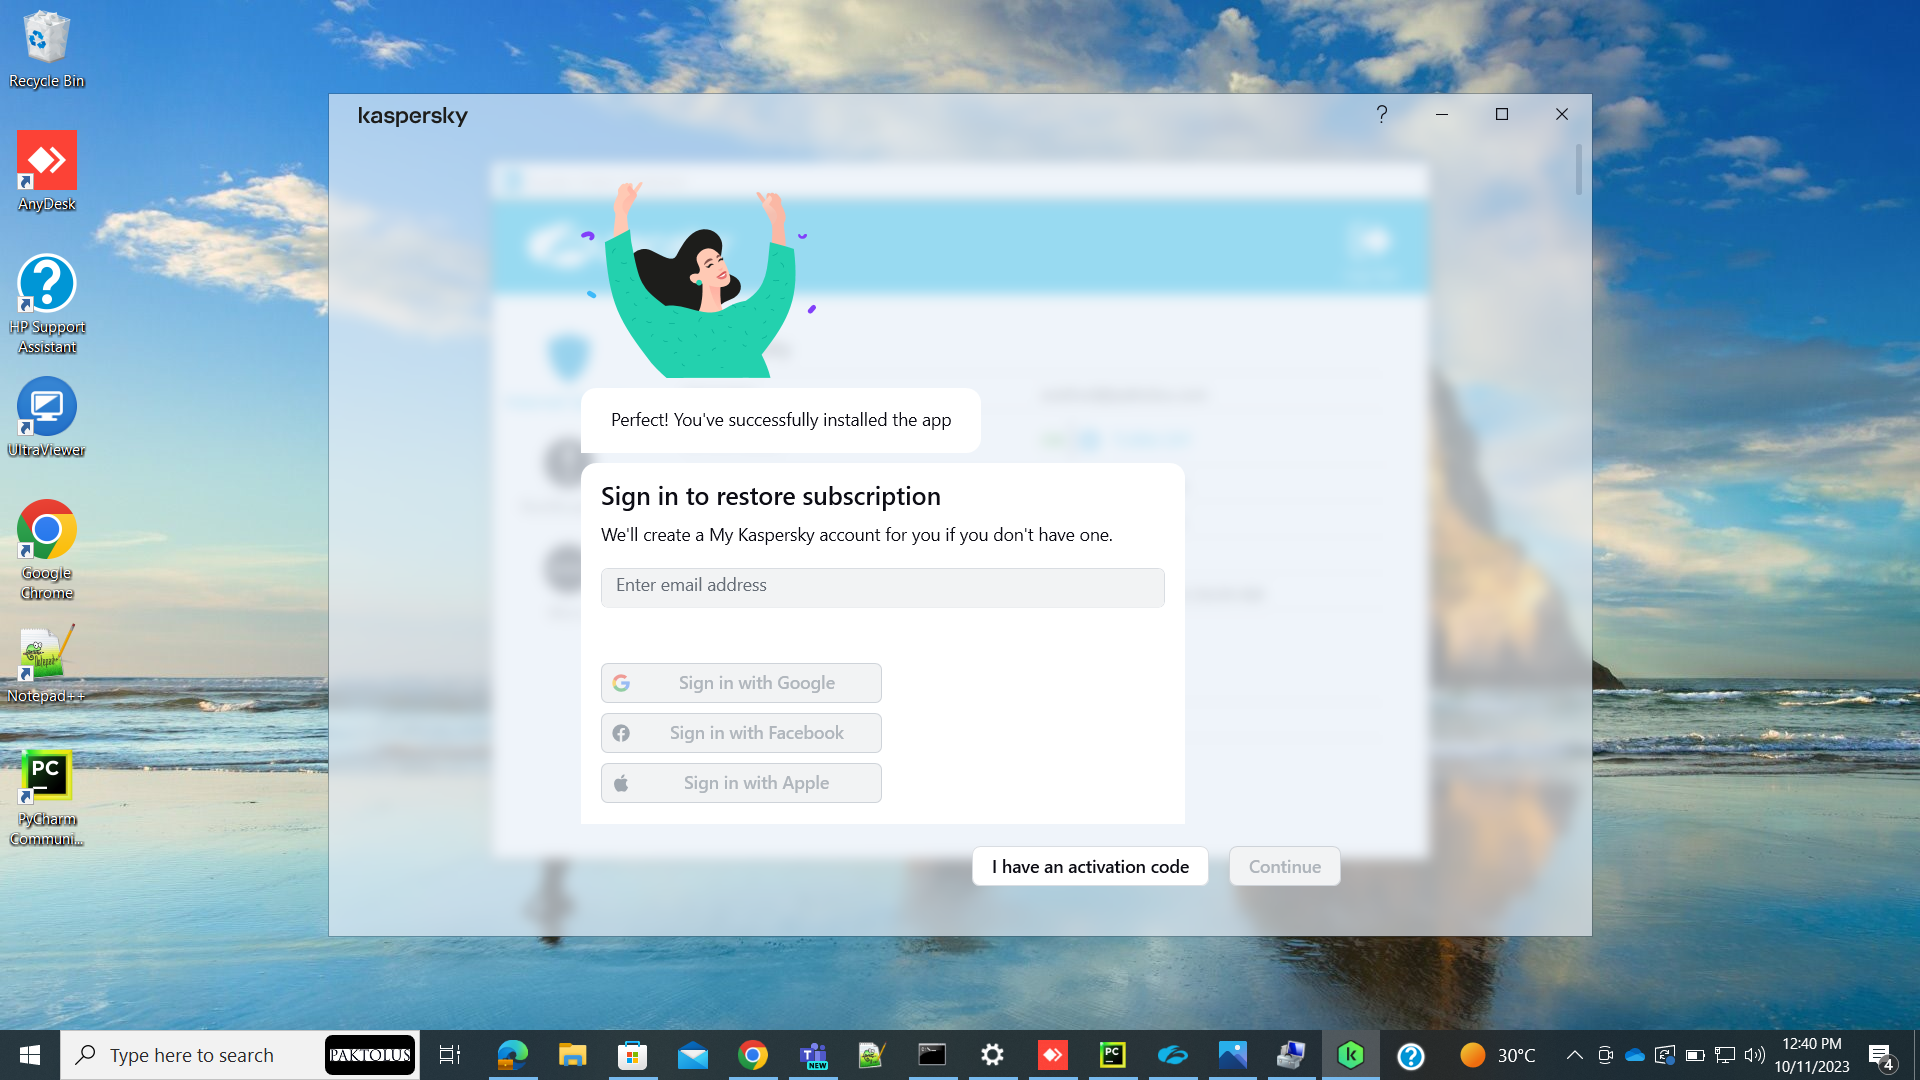 Recycle Bin
AnyDesk
HP Support
Assistant
UltraViewer
Google
Chrome
Notepad++
PC
PyCharm
Communi...
kaspersky
?
Perfect! You've successfully installed the app
Sign in to restore subscription
We'll create a My Kaspersky account for you if you don't have one.
Enter email address
Sign in with Google
Sign in with Facebook
Sign in with Apple
I have an activation code
Continue
Type here to search
PAKTOLUS
NEW
PC
30°C
12:40 PM
10/11/2023
4